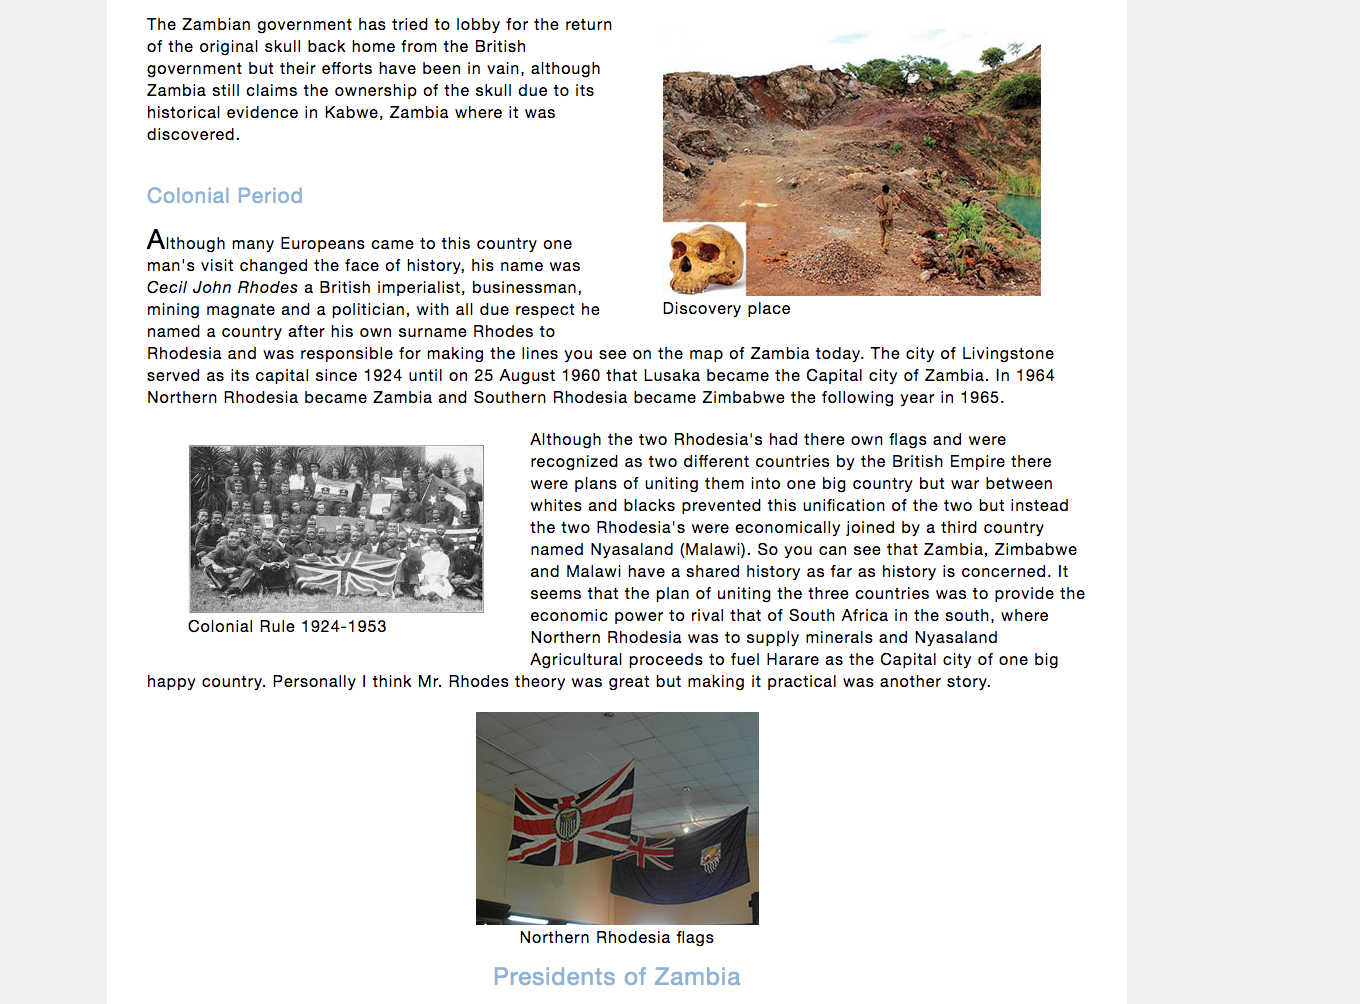 The Zambian government has tried to lobby for the return
of the original skull back home from the British
government but their efforts have been in vain, although
Zambia still claims the ownership of the skull due to its
historical evidence in Kabwe, Zambia where it was
discovered.
Discovery place
Colonial Period
Although many Europeans came to this country one
man's visit changed the face of history, his name was
Cecil John Rhodes a British imperialist, businessman,
mining magnate and a politician, with all due respect he
named a country after his own surname Rhodes to
Rhodesia and was responsible for making the lines you see on the map of Zambia today. The city of Livingstone
served as its capital since 1924 until on 25 August 1960 that Lusaka became the Capital city of Zambia. In 1964
Northern Rhodesia became Zambia and Southern Rhodesia became Zimbabwe the following year in 1965.
Colonial Rule 1924-1953
Although the two Rhodesia's had there own flags and were
recognized as two different countries by the British Empire there
were plans of uniting them into one big country but war between
whites and blacks prevented this unification of the two but instead
the two Rhodesia's were economically joined by a third country
named Nyasaland (Malawi). So you can see that Zambia, Zimbabwe
and Malawi have a shared history as far as history is concerned. It
seems that the plan of uniting the three countries was to provide the
economic power to rival that of South Africa in the south, where
Northern Rhodesia was to supply minerals and Nyasaland
Agricultural proceeds to fuel Harare as the Capital city of one big
happy country. Personally I think Mr. Rhodes theory was great but making it practical was another story.
Northern Rhodesia flags
Presidents of Zambia